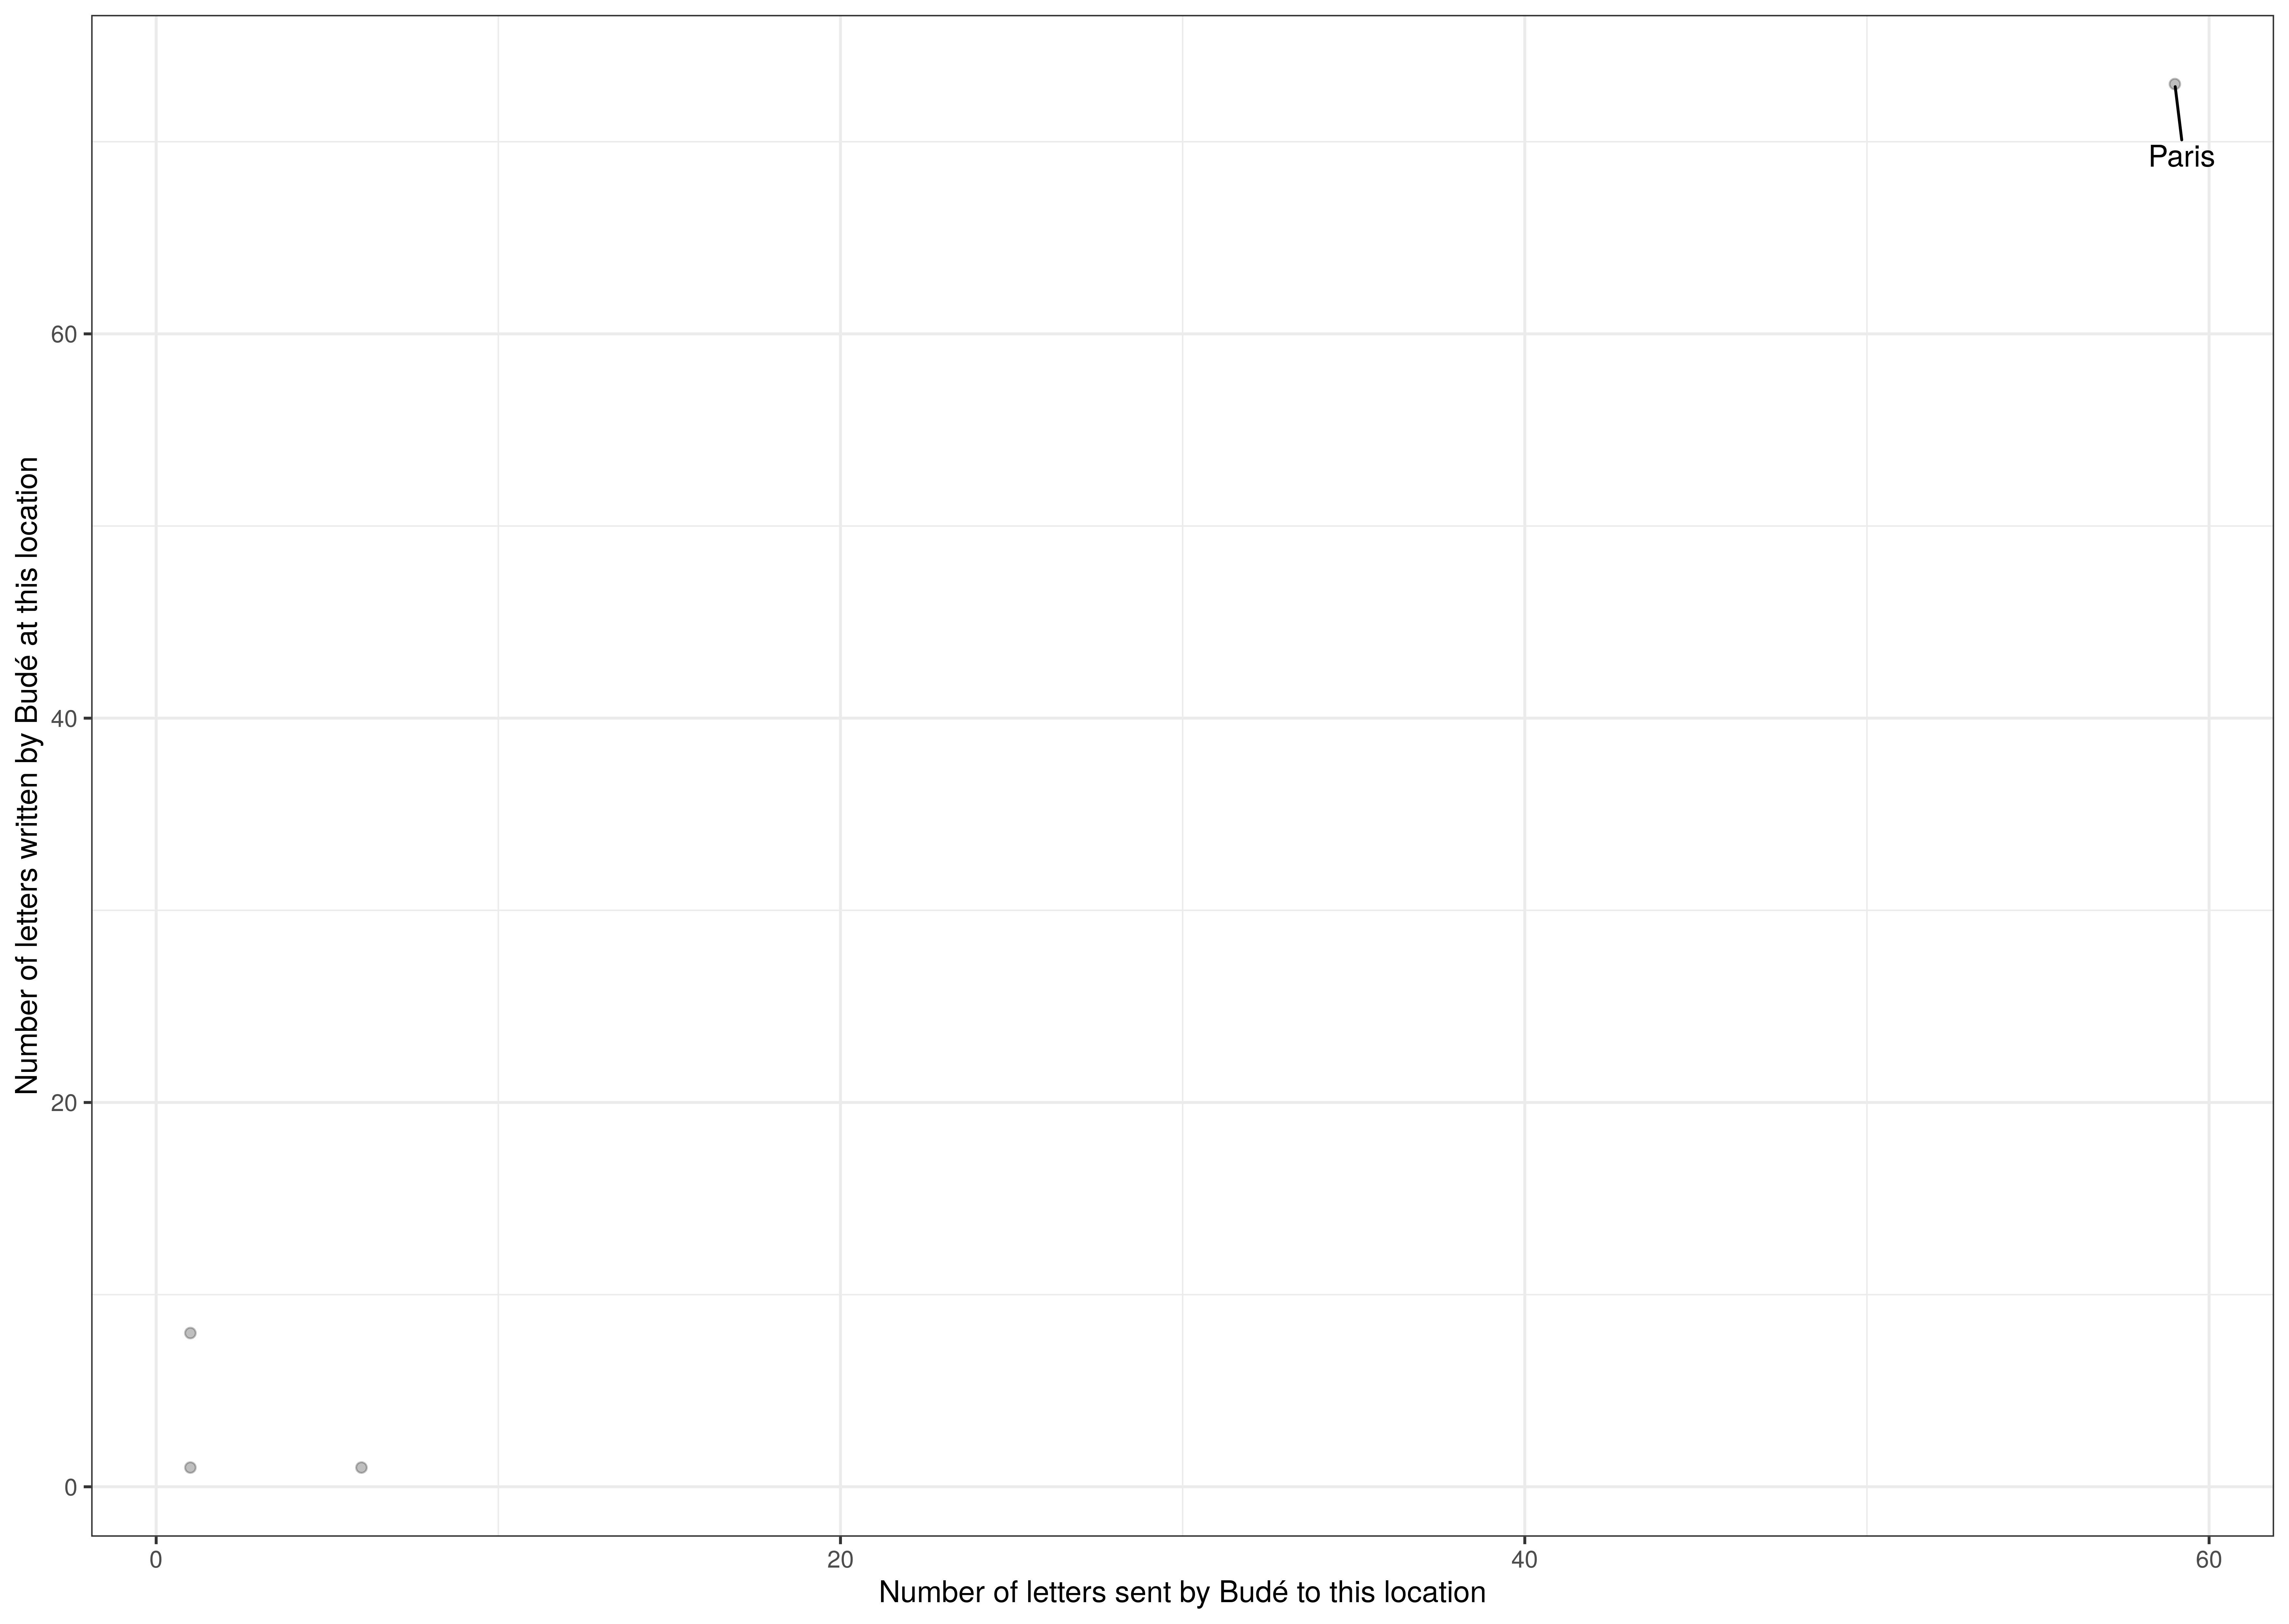 Paris
60
40
20
0
Number of letters written by Budé at this location
0 20 40 60
Number of letters sent by Budé to this location